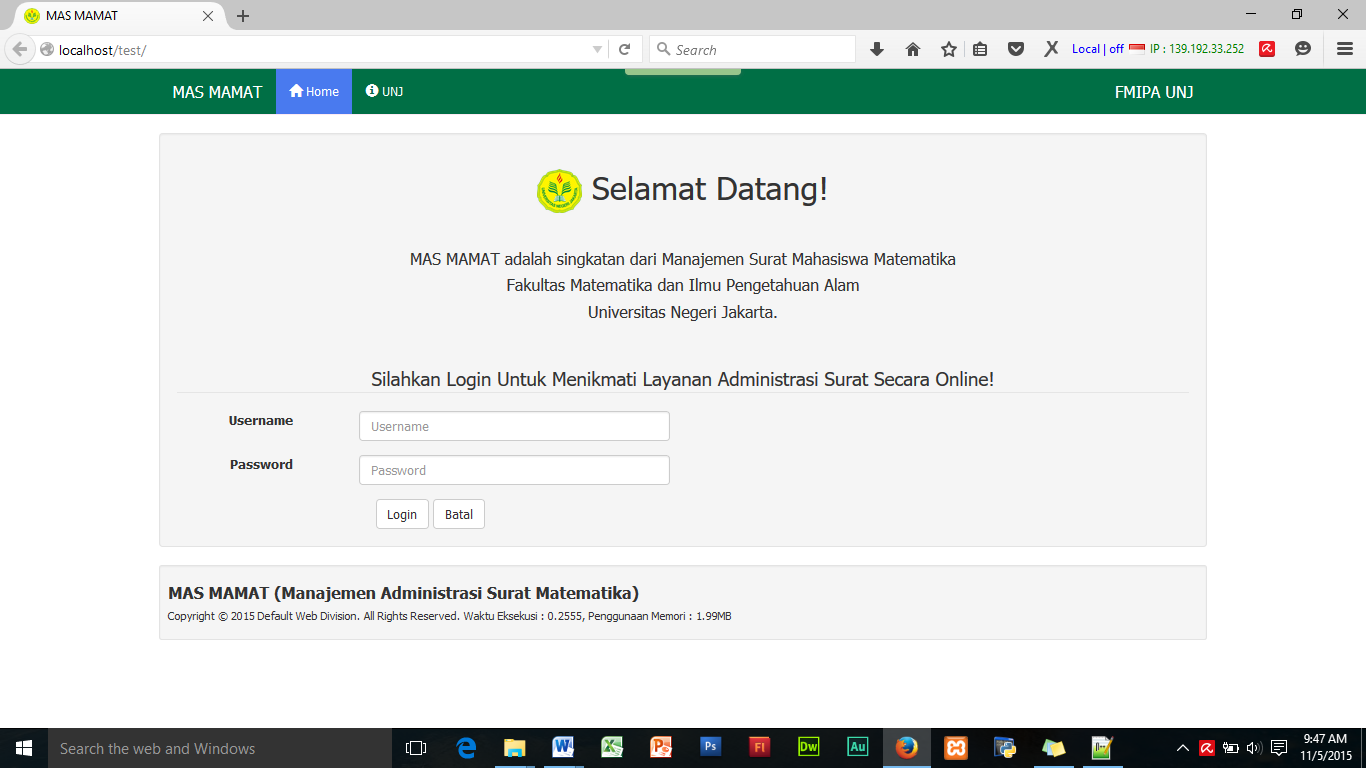 MAS MAMAT
localhost/test/
Search
Local | off IP : 139.192.33.252
MAS MAMAT Home UNJ FMIPA UNJ
Selamat Datang!
MAS MAMAT adalah singkatan dari Manajemen Surat Mahasiswa Matematika
Fakultas Matematika dan Ilmu Pengetahuan Alam
Universitas Negeri Jakarta.
Silahkan Login Untuk Menikmati Layanan Administrasi Surat Secara Online!
Username Username
Password Password
Login Batal
MAS MAMAT (Manajemen Administrasi Surat Matematika)
Copyright © 2015 Default Web Division. All Rights Reserved. Waktu Eksekusi : 0.2555, Penggunaan Memori : 1.99MB
Search the web and Windows
Ps Fl Dw Au
9:47 AM
11/5/2015